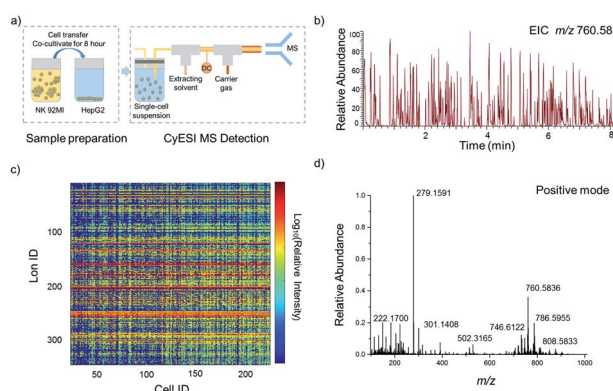 a)
Cell transfer
Co-cultivate for 8 hour
NK 92MI
HepG2
Sample preparation
Single-cell
suspension
Extracting
solvent
DC
Carrier
gas
MS
CyESI MS Detection
b)
EIC m/z 760.58
Relative Abundance
100
80
60
40
20
0
2
4
6
8
Time (min)
c)
Lon ID
100
200
300
50
100
150
200
Cell ID
Log₁₀(Relative
Intensity)
d)
Positive mode
Relative Abundance
1.0
0.8
0.6
0.4
0.2
0.0
279.1591
760.5836
222.1700
301.1408
502.3165
746.6122
786.5955
808.5833
200
400
600
800
1000
m/z